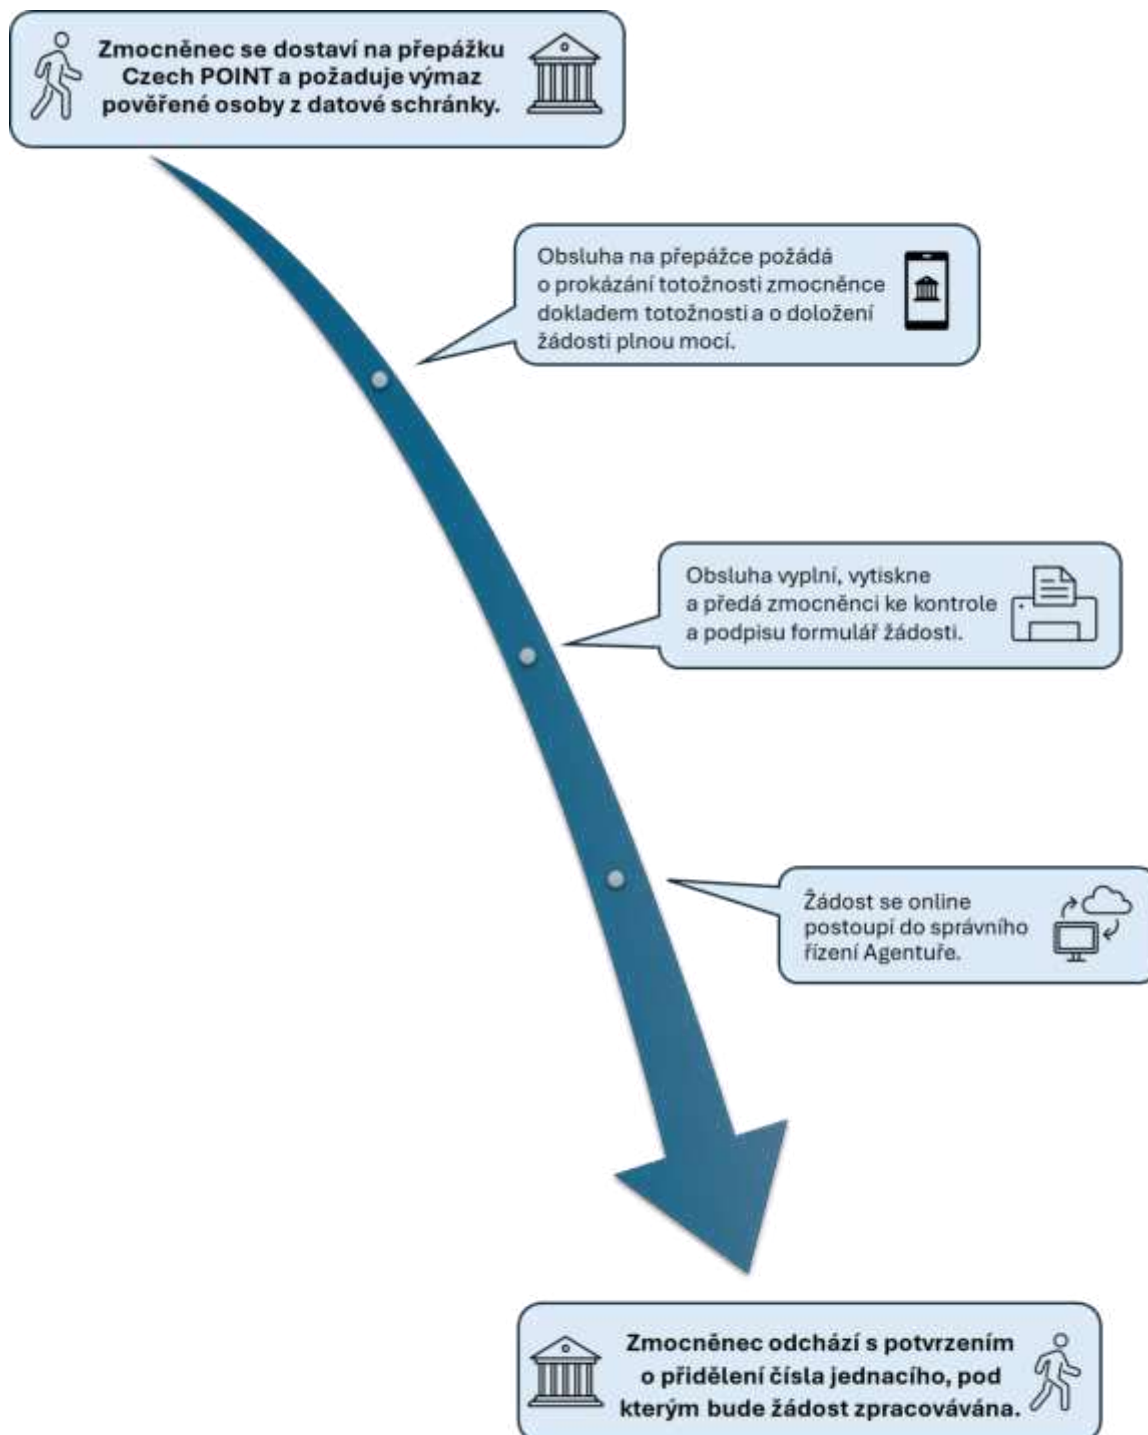 Zmocněnec se dostaví na přepážku
Czech POINT a požaduje výmaz
pověřené osoby z datové schránky.
Obsluha na přepážce požádá
o prokázání totožnosti zmocněnce
dokladem totožnosti a o doložení
žádosti plnou mocí.
Obsluha vyplní, vytiskne
a předá zmocněnci ke kontrole
a podpisu formulář žádosti.
Žádost se online
postoupí do správního
řízení Agentuře.
Zmocněnec odchází s potvrzením
o přidělení čísla jednacího, pod
kterým bude žádost zpracovávána.